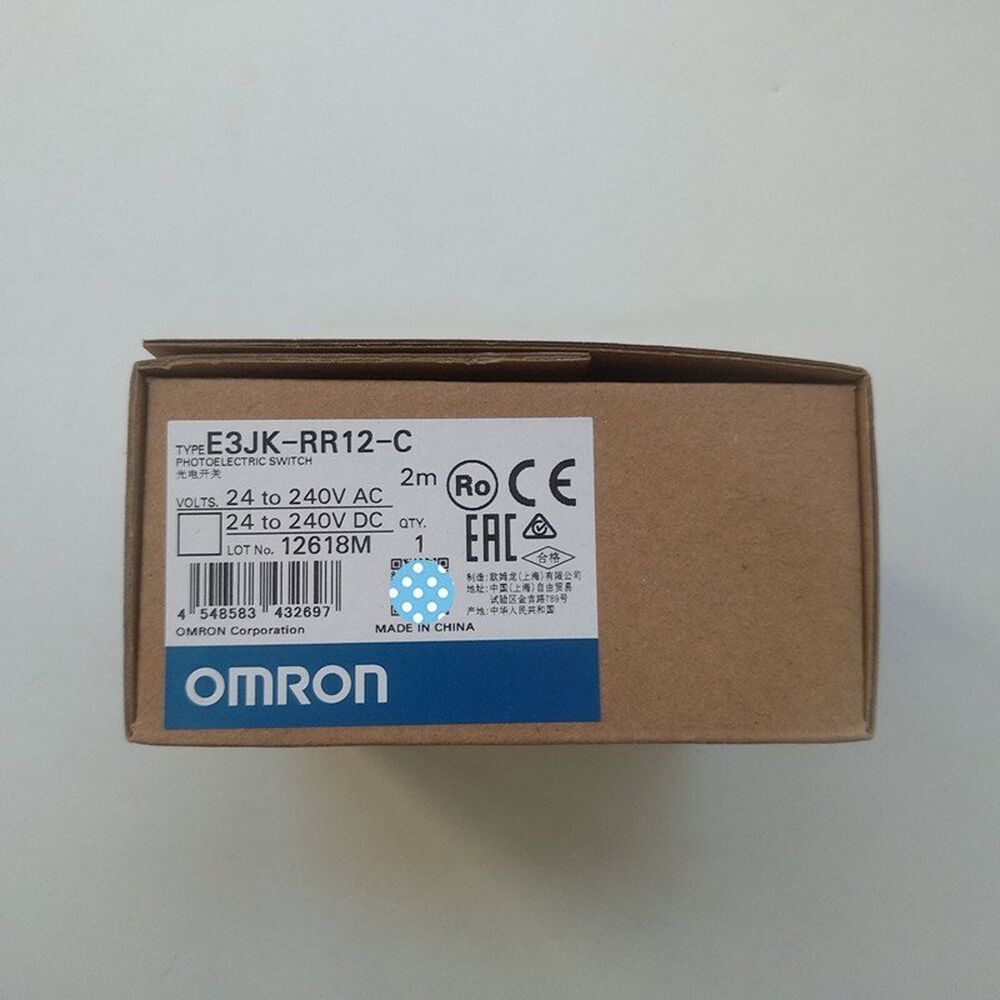 TYPE E3JK-RR12-C
PHOTOELECTRIC SWITCH
光电开关
2m
VOLTS. 24 to 240V AC
24 to 240V DC
QTY.
1
LOT No. 12618M
Ro
CE
EAC
合格
制造: 欧姆龙(上海)有限公司
地址: 中国(上海)自由贸易
试验区金吉路789号
产地: 中华人民共和国
4 548583 432697
OMRON Corporation
MADE IN CHINA
OMRON